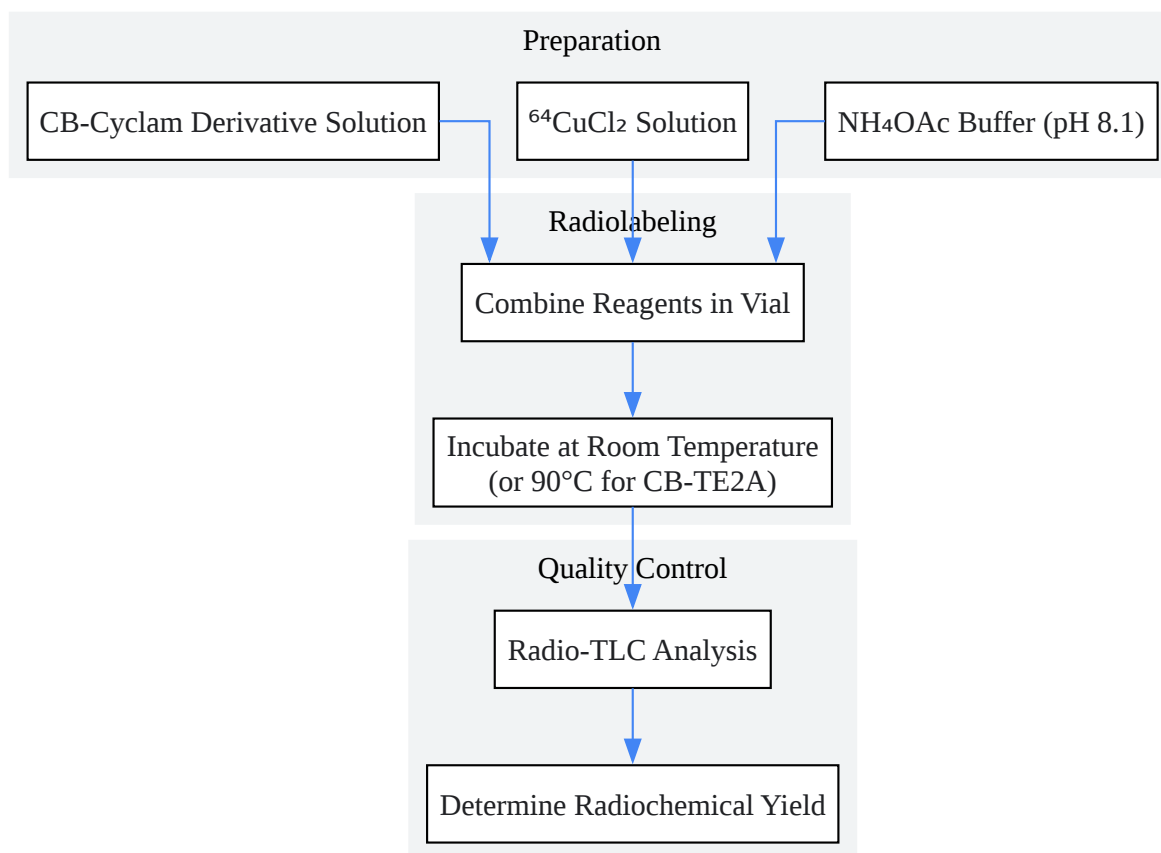 Preparation
CB-Cyclam Derivative Solution
⁶⁴CuCl₂ Solution
NH₄OAc Buffer (pH 8.1)
Radiolabeling
Combine Reagents in Vial
Incubate at Room Temperature
(or 90°C for CB-TE2A)
Quality Control
Radio-TLC Analysis
Determine Radiochemical Yield